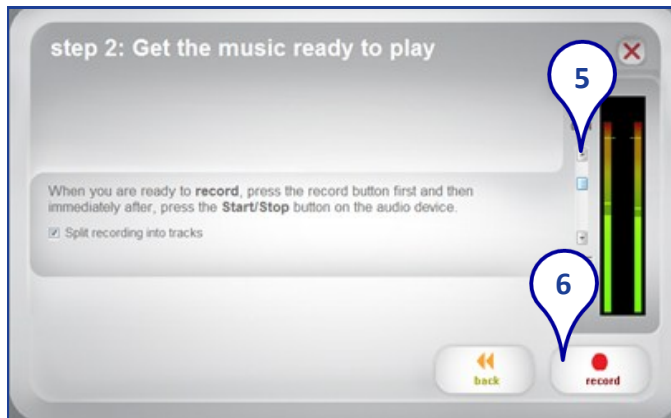 step 2: Get the music ready to play
5
When you are ready to record, press the record button first and then
immediately after, press the Start/Stop button on the audio device.
Split recording into tracks
6
back
record